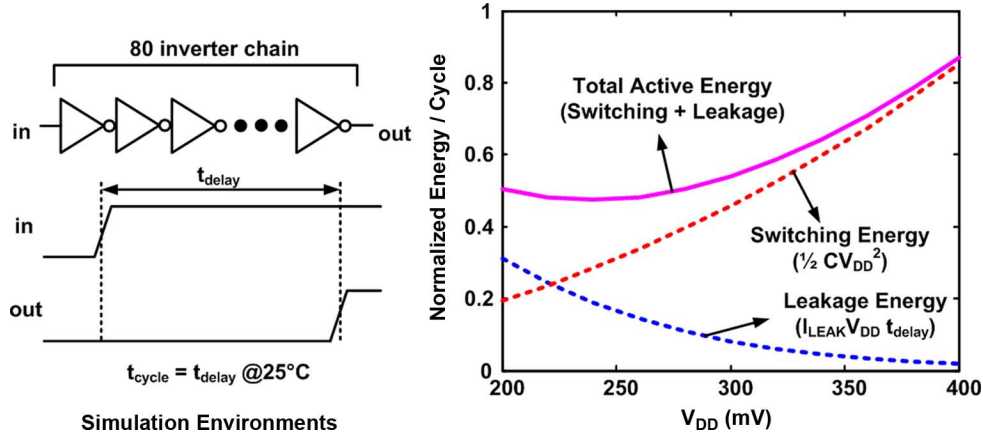 80 inverter chain
in
out
t_delay
in
out
t_cycle = t_delay @25°C
Simulation Environments
Normalized Energy / Cycle
1
0.8
0.6
0.4
0.2
0
200
250
300
350
400
V_DD (mV)
Total Active Energy
(Switching + Leakage)
Switching Energy
(½ CV_DD²)
Leakage Energy
(I_LEAK V_DD t_delay)